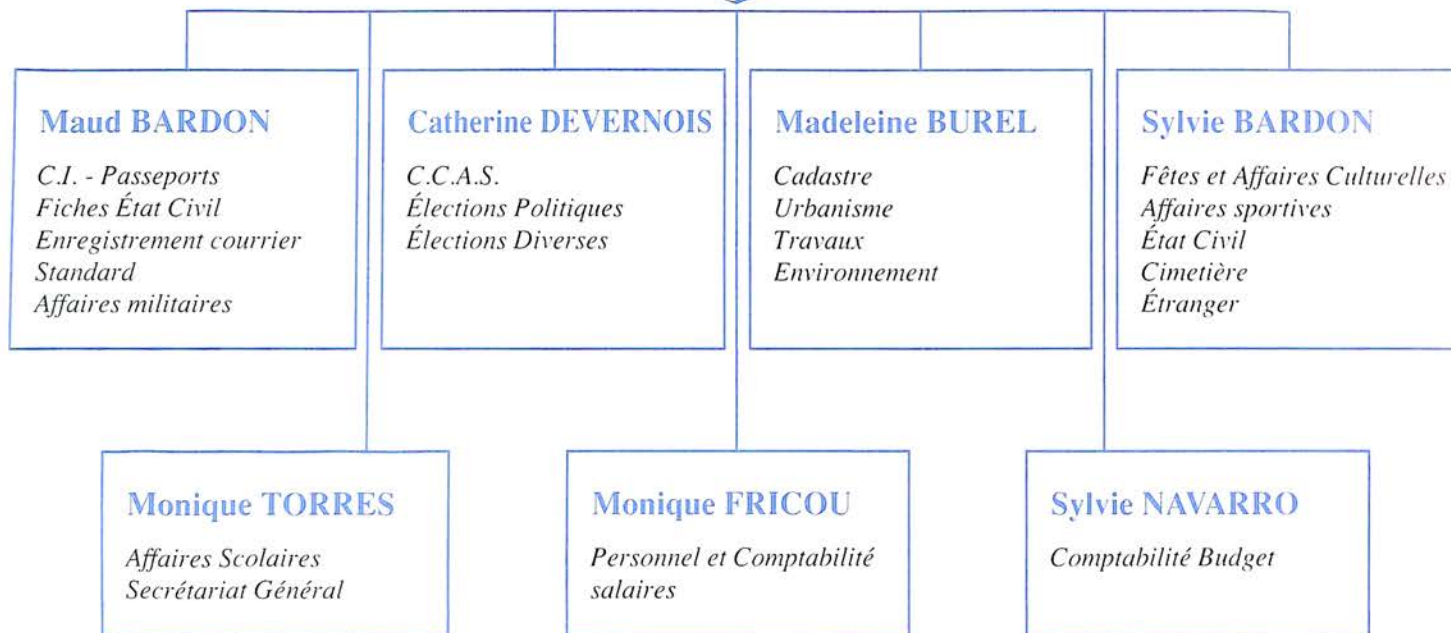 Maud BARDON
C.I. - Passeports
Fiches État Civil
Enregistrement courrier
Standard
Affaires militaires
Catherine DEVERNOIS
C.C.A.S.
Élections Politiques
Élections Diverses
Madeleine BUREL
Cadastre
Urbanisme
Travaux
Environnement
Sylvie BARDON
Fêtes et Affaires Culturelles
Affaires sportives
État Civil
Cimetière
Étranger
Monique TORRES
Affaires Scolaires
Secrétariat Général
Monique FRICOU
Personnel et Comptabilité
salaires
Sylvie NAVARRO
Comptabilité Budget